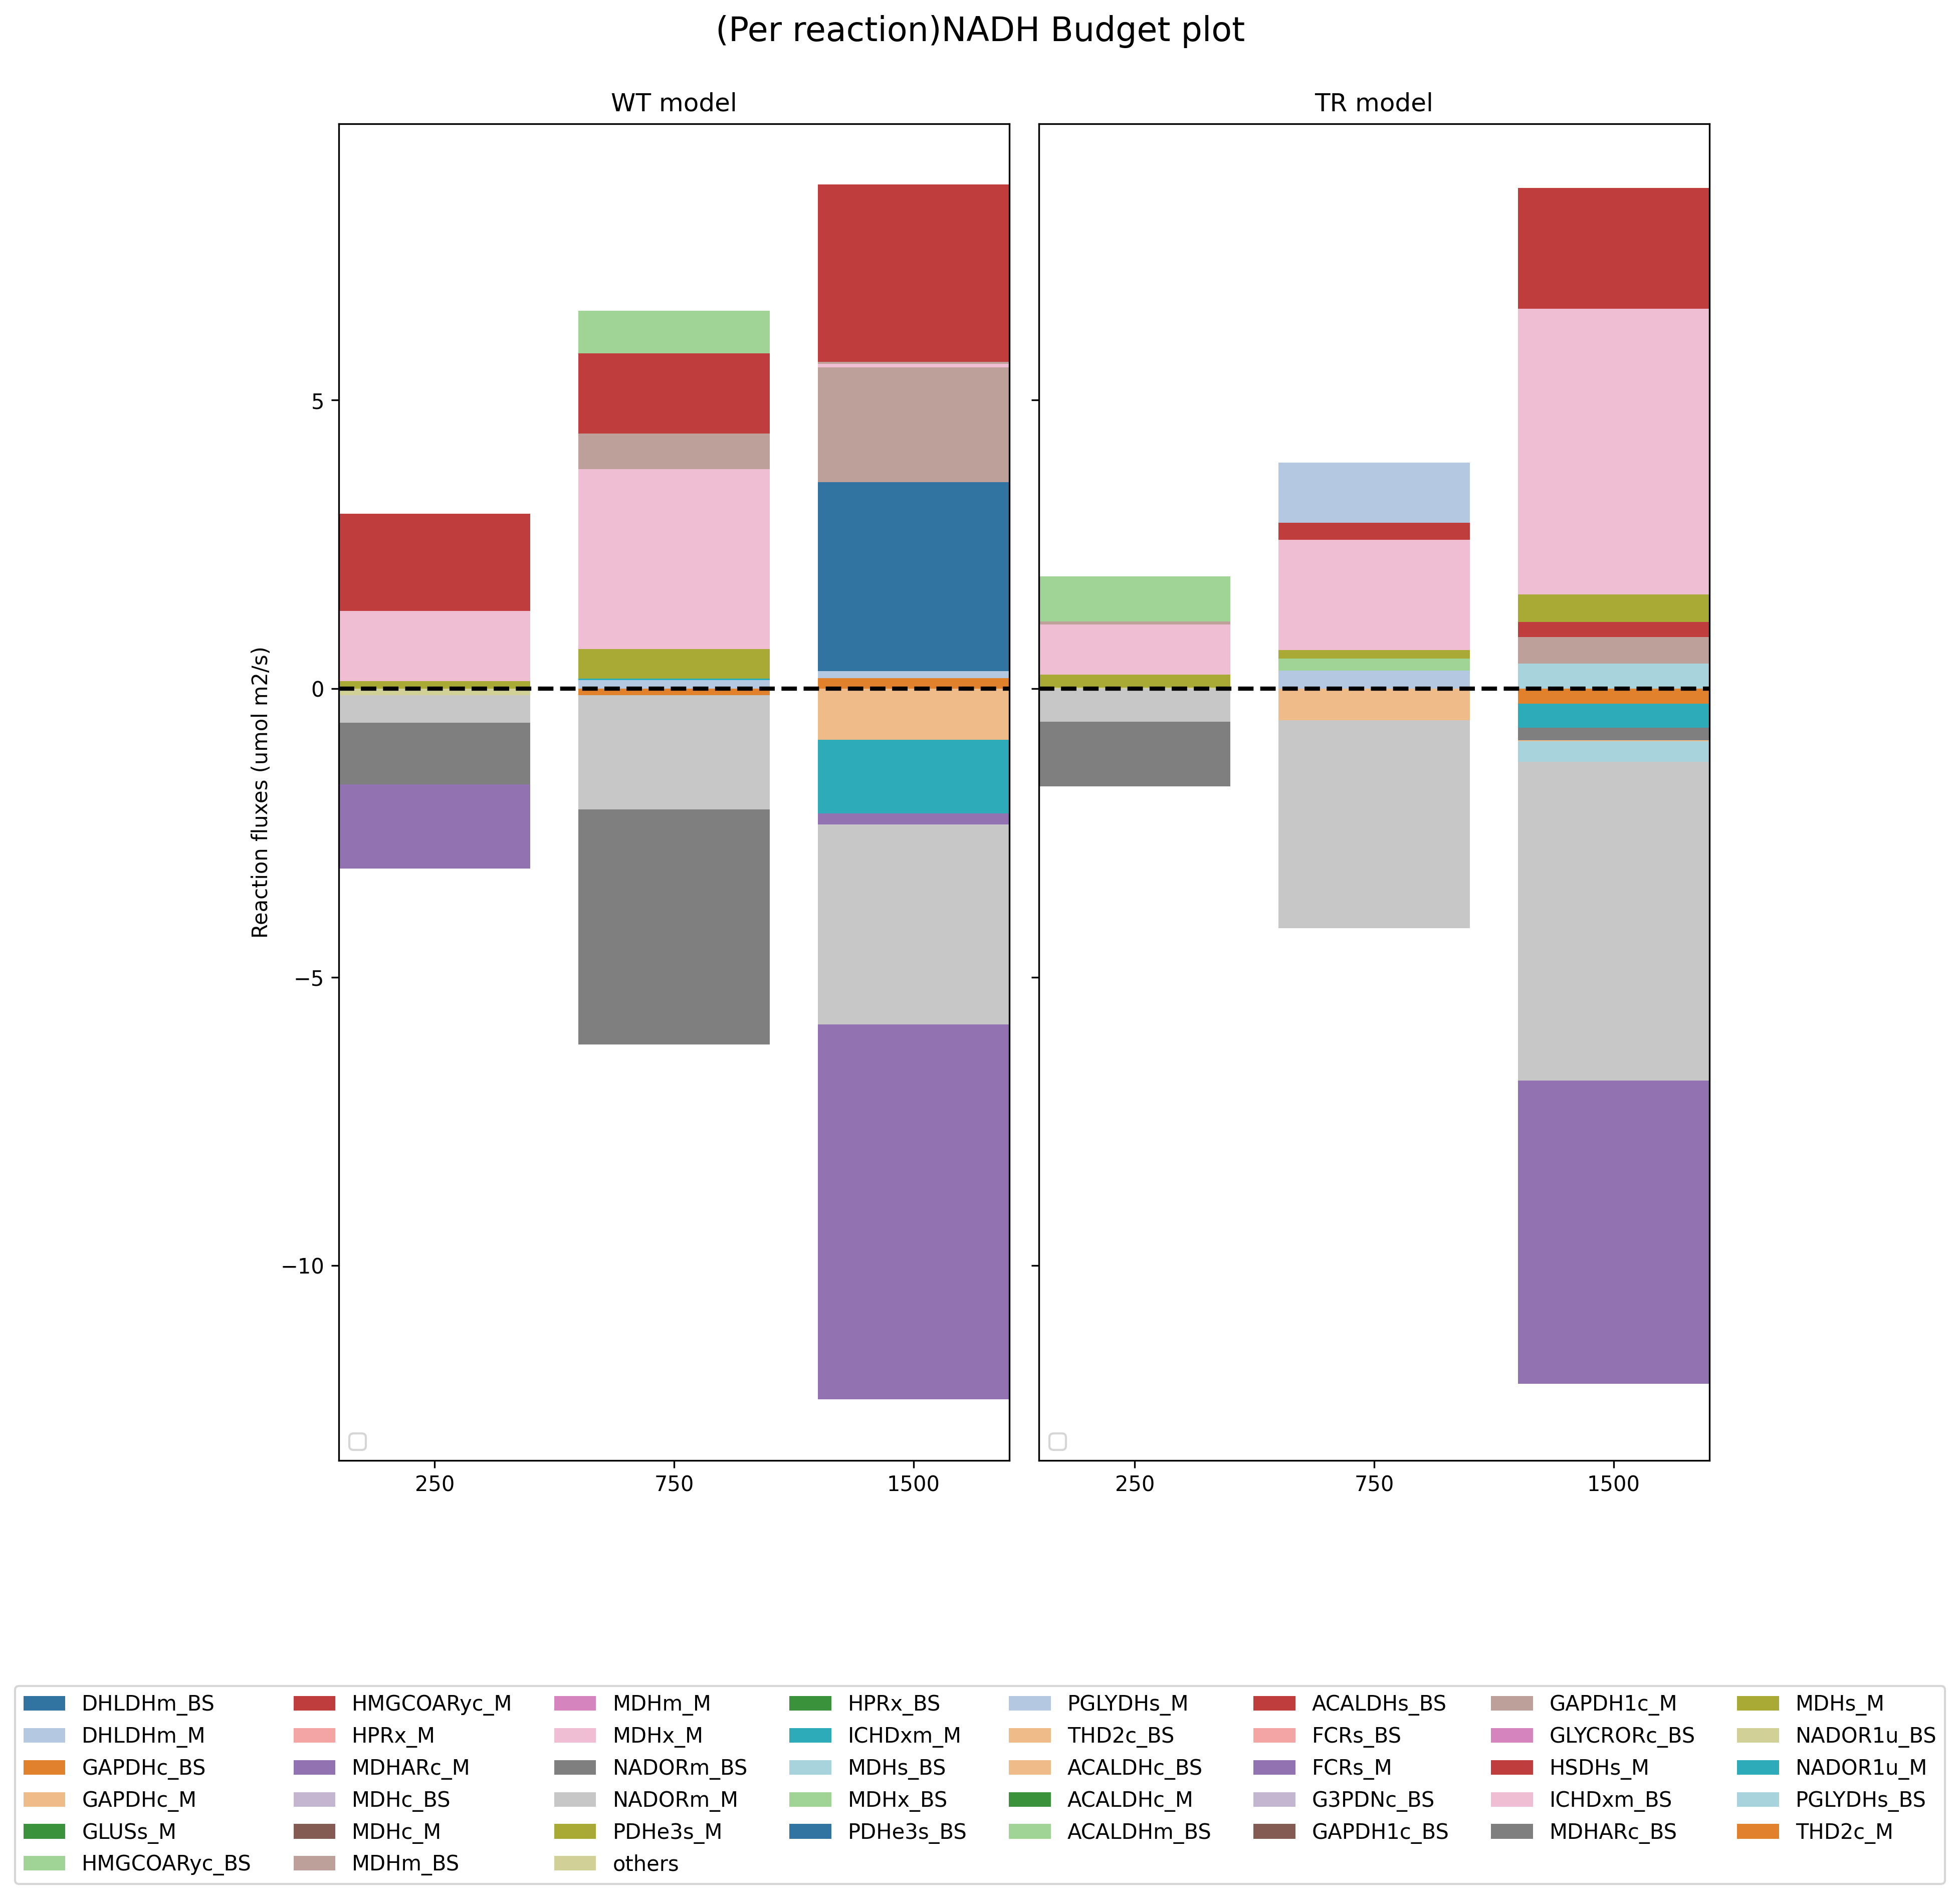 (Per reaction)NADH Budget plot
WT model
TR model
Reaction fluxes (umol m2/s)
5
0
−5
−10
250 750 1500
250 750 1500
DHLDHm_BS HMGCOARyc_M MDHm_M HPRx_BS PGLYDHs_M ACALDHs_BS GAPDH1c_M MDHs_M
DHLDHm_M HPRx_M MDHx_M ICHDxm_M THD2c_BS FCRs_BS GLYCRORc_BS NADOR1u_BS
GAPDHc_BS MDHARc_M NADORm_BS MDHs_BS ACALDHc_BS FCRs_M HSDHs_M NADOR1u_M
GAPDHc_M MDHc_BS NADORm_M MDHx_BS ACALDHc_M G3PDNc_BS ICHDxm_BS PGLYDHs_BS
GLUSs_M MDHc_M PDHe3s_M PDHe3s_BS ACALDHm_BS GAPDH1c_BS MDHARc_BS THD2c_M
HMGCOARyc_BS MDHm_BS others